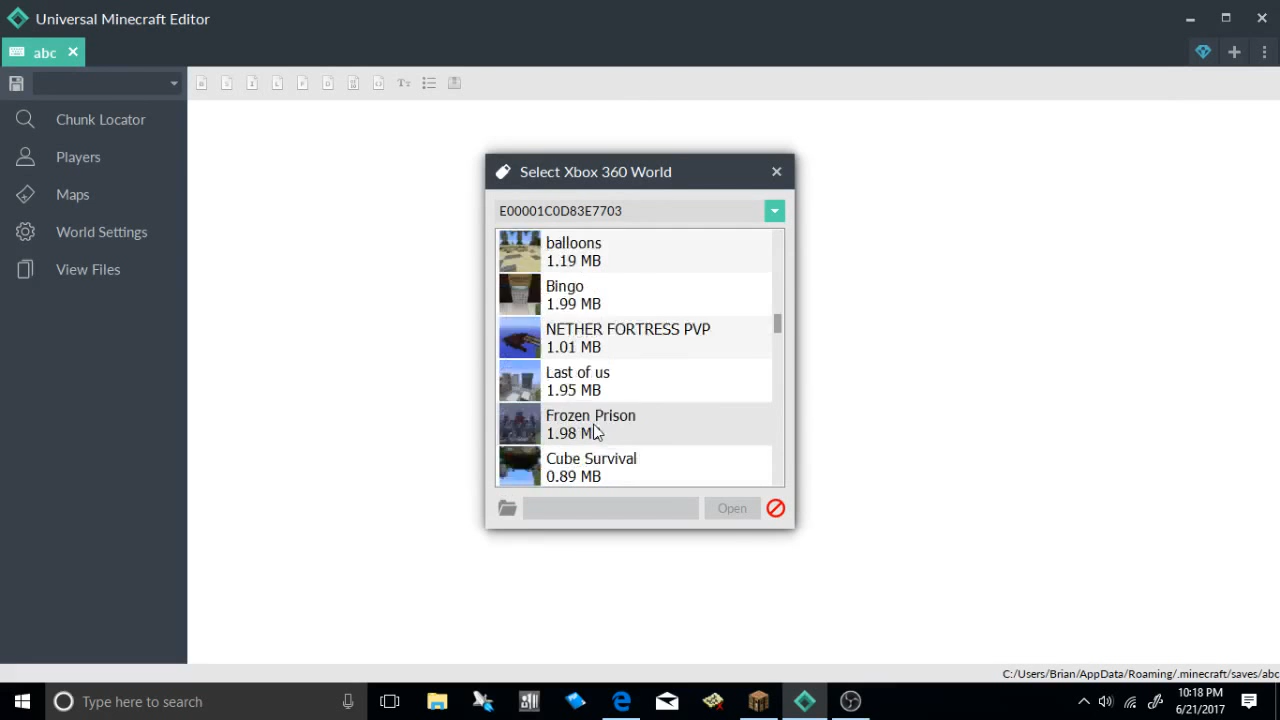 Universal Minecraft Editor
abc
Chunk Locator
Players
Maps
World Settings
View Files
Select Xbox 360 World
E00001C0D83E7703
balloons
1.19 MB
Bingo
1.99 MB
NETHER FORTRESS PVP
1.01 MB
Last of us
1.95 MB
Frozen Prison
1.98 MB
Cube Survival
0.89 MB
Open
C:/Users/Brian/AppData/Roaming/.minecraft/saves/abc
Type here to search
10:18 PM
6/21/2017